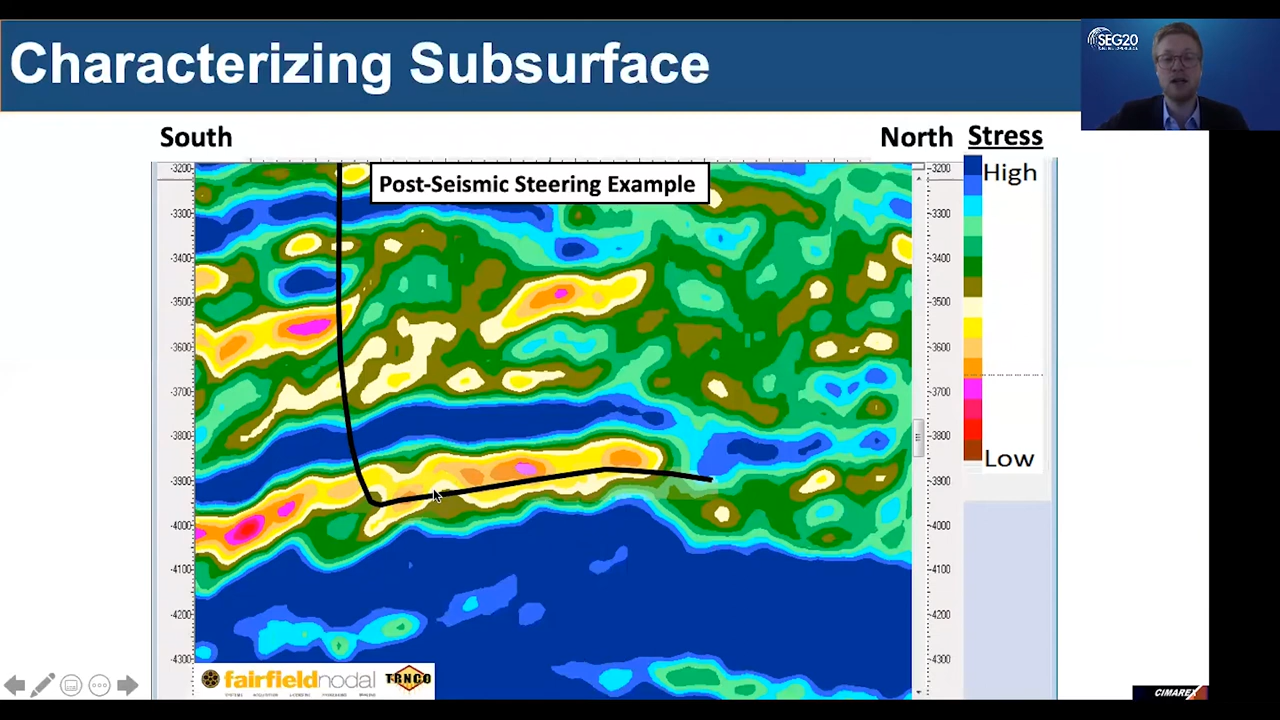 Characterizing Subsurface
SEG20
South
North
Stress
Post-Seismic Steering Example
High
Low
-3200
-3300
-3400
-3500
-3600
-3700
-3800
-3900
-4000
-4100
-4200
-4300
-3200
-3300
-3400
-3500
-3600
-3700
-3800
-3900
-4000
-4100
-4200
-4300
fairfieldnodal
CIMAREX